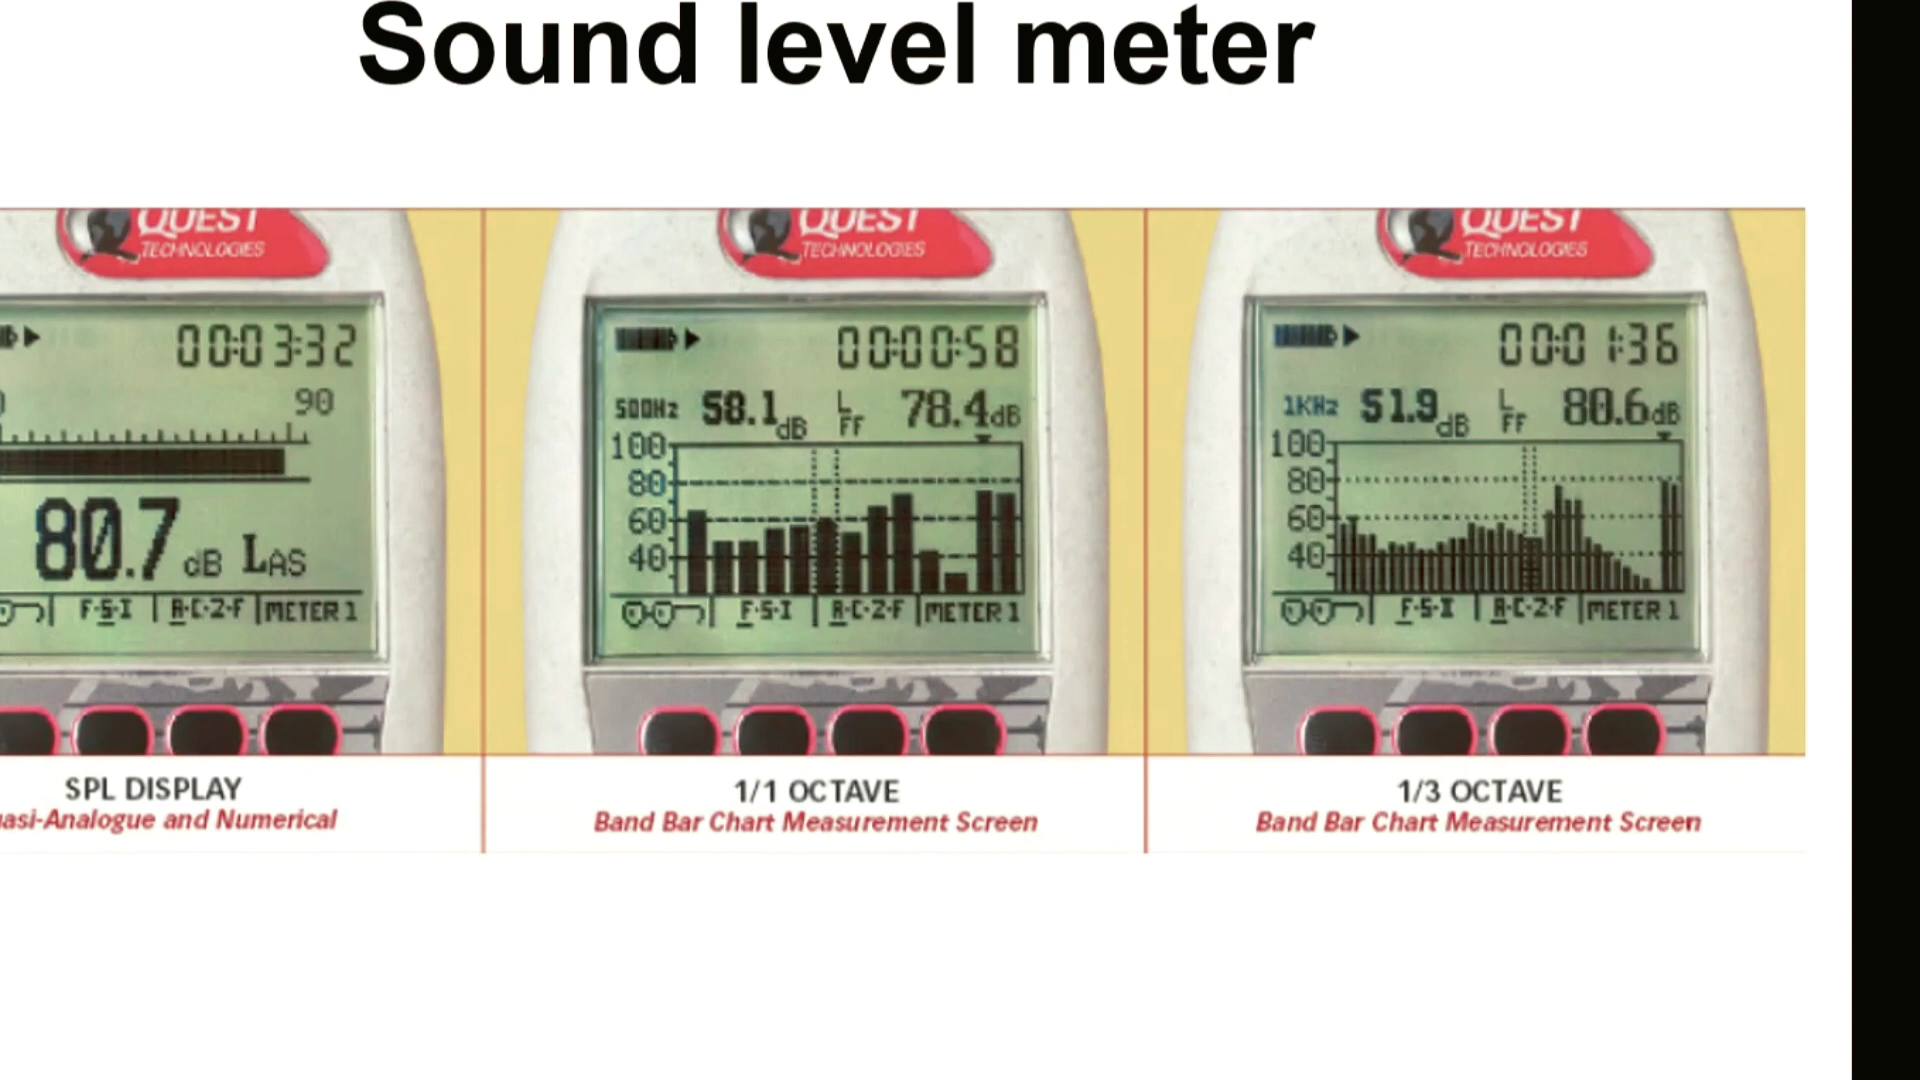 Sound level meter
QUEST
TECHNOLOGIES
00:03:32
90
80.7 dB LAS
F·S·I A·C·Z·F METER 1
SPL DISPLAY
asi-Analogue and Numerical
QUEST
TECHNOLOGIES
00:00:58
500Hz 58.1dB LFF 78.4dB
100
80
60
40
F·S·I A·C·Z·F METER 1
1/1 OCTAVE
Band Bar Chart Measurement Screen
QUEST
TECHNOLOGIES
00:01:36
1KHz 51.9dB LFF 80.6dB
100
80
60
40
F·S·I A·C·Z·F METER 1
1/3 OCTAVE
Band Bar Chart Measurement Screen